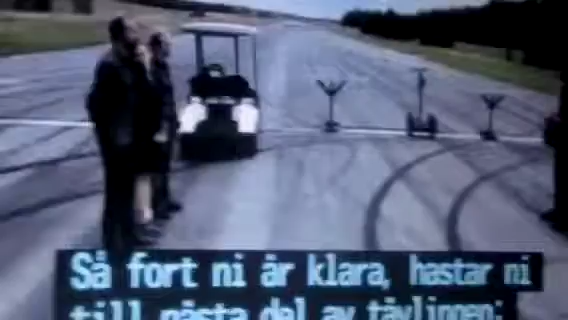 Så fort ni är klara, hastar ni
till nästa del av tävlingen: